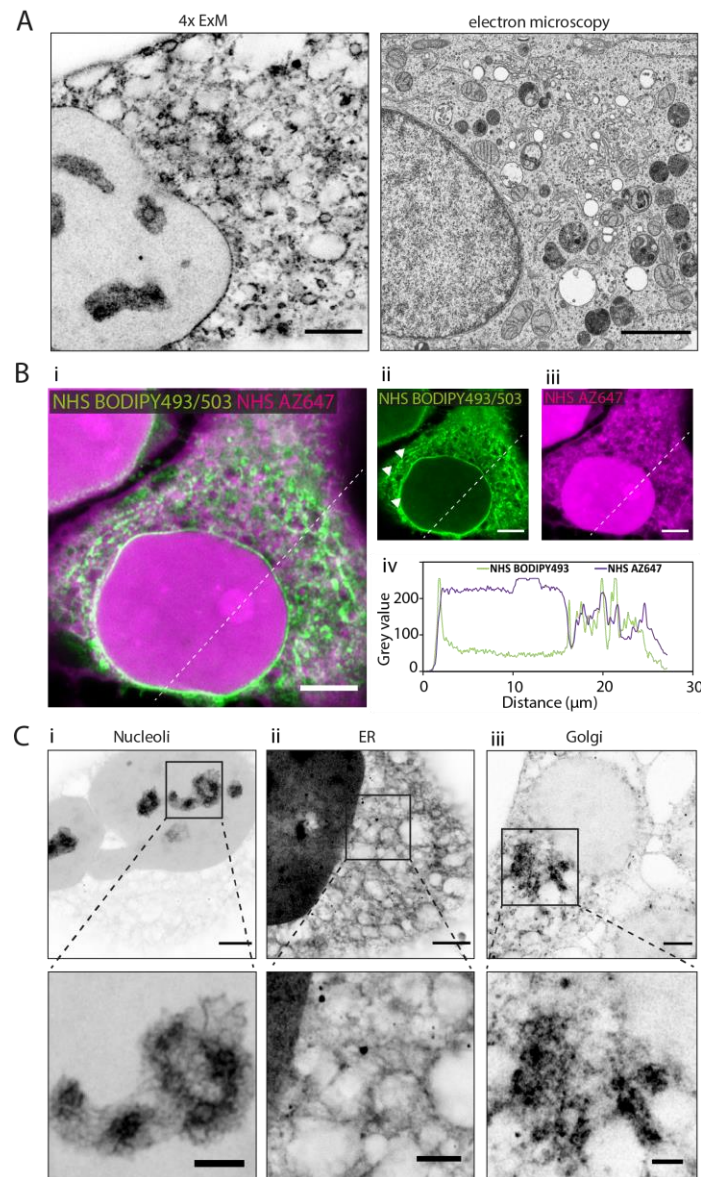 A
4x ExM
electron microscopy
B
i
NHS BODIPY493/503 NHS AZ647
ii
NHS BODIPY493/503
iii
NHS AZ647
iv
NHS BODIPY493
NHS AZ647
Grey value
200
100
0
0
10
20
30
Distance (µm)
C
i
Nucleoli
ii
ER
iii
Golgi